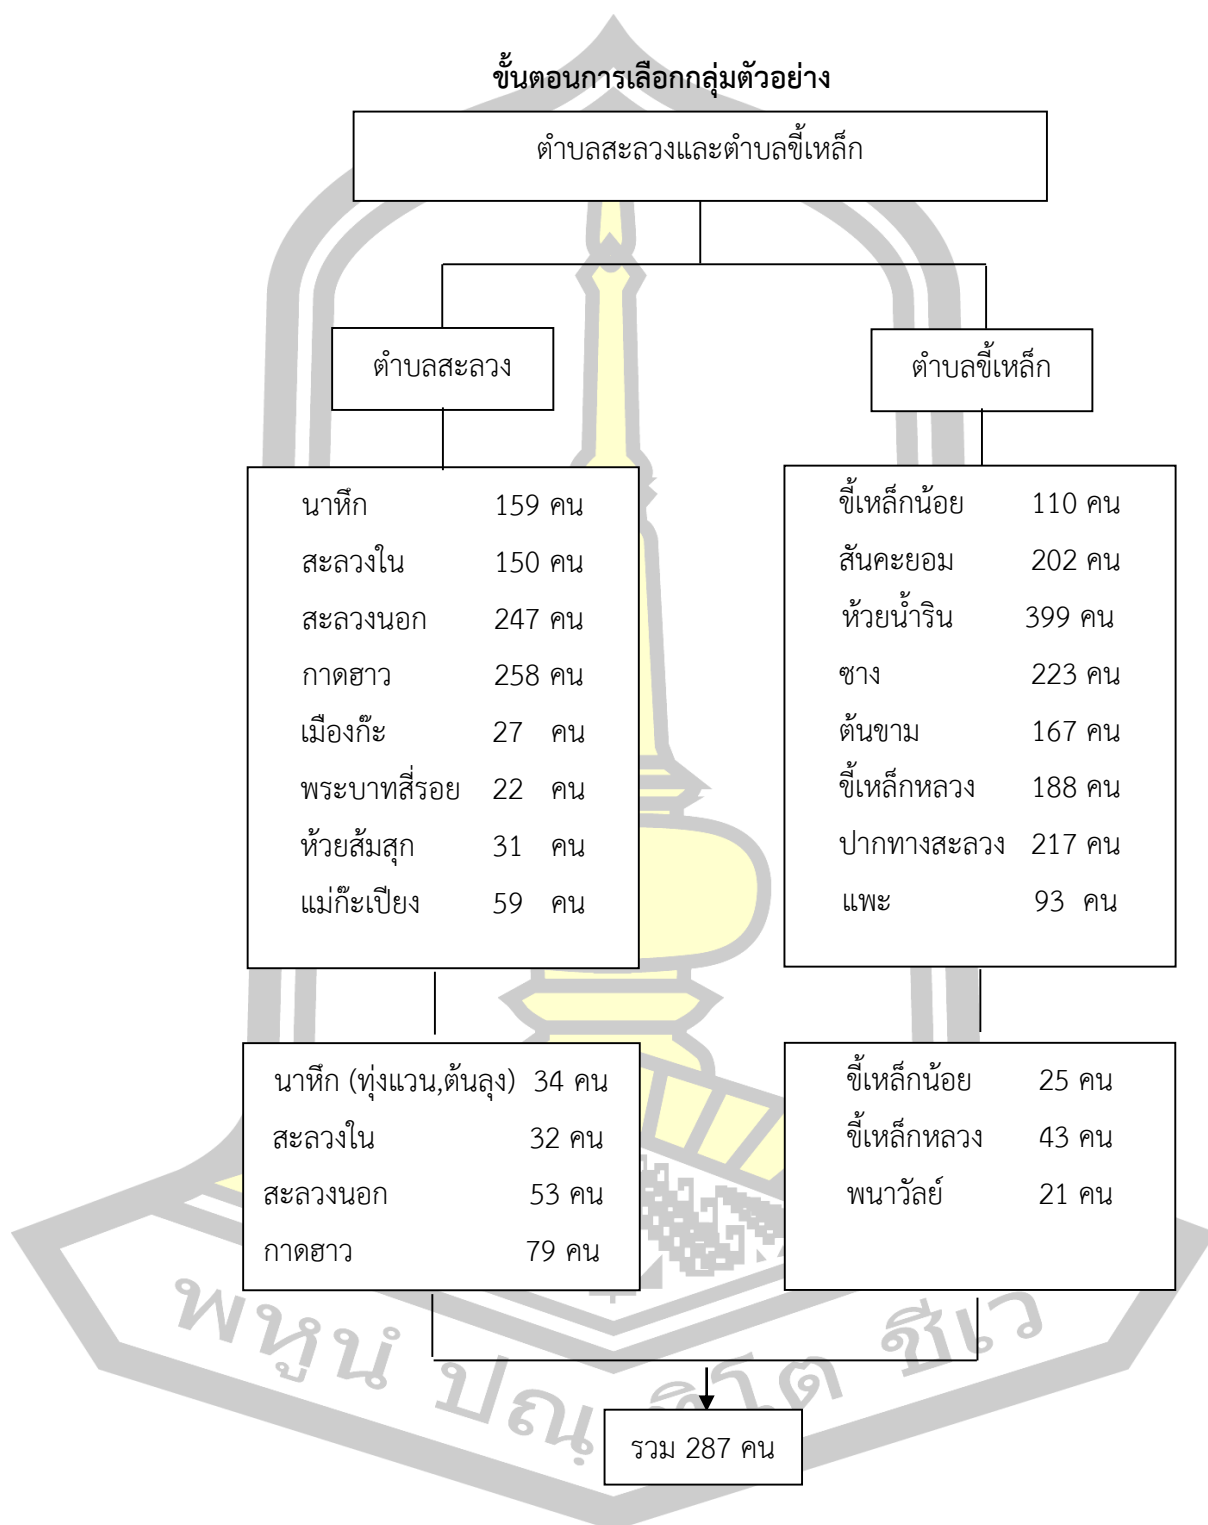 ขั้นตอนการเลือกกลุ่มตัวอย่าง
ตำบลสะลวงและตำบลขี้เหล็ก
ตำบลสะลวง
ตำบลขี้เหล็ก
นาหึก 159 คน
สะลวงใน 150 คน
สะลวงนอก 247 คน
กาดฮาว 258 คน
เมืองก๊ะ 27 คน
พระบาทสี่รอย 22 คน
ห้วยส้มสุก 31 คน
แม่ก๊ะเปียง 59 คน
ขี้เหล็กน้อย 110 คน
สันคะยอม 202 คน
ห้วยน้ำริน 399 คน
ซาง 223 คน
ต้นขาม 167 คน
ขี้เหล็กหลวง 188 คน
ปากทางสะลวง 217 คน
แพะ 93 คน
นาหึก (ทุ่งแวน,ต้นลุง) 34 คน
สะลวงใน 32 คน
สะลวงนอก 53 คน
กาดฮาว 79 คน
ขี้เหล็กน้อย 25 คน
ขี้เหล็กหลวง 43 คน
พนาวัลย์ 21 คน
รวม 287 คน
พหูนํ ปณฺ ฑิโต ชีเว